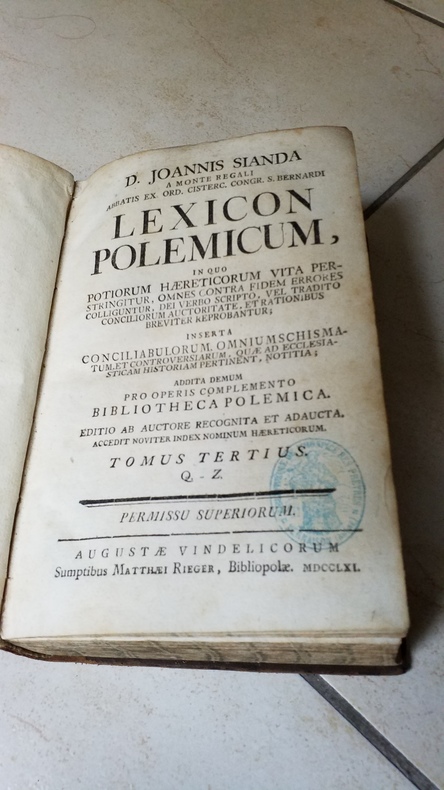 D. JOANNIS SIANDA
A MONTE REGALI
ABBATIS EX. ORD. CISTERC. CONGR. S. BERNARDI
LEXICON
POLEMICUM,
IN QUO
POTIORUM HÆRETICORUM VITA PER-
STRINGITUR, OMNES CONTRA FIDEM ERRORES
COLLIGUNTUR, DEI VERBO SCRIPTO, VEL TRADITO
CONCILIORUM AUCTORITATE, ET RATIONIBUS
BREVITER REPROBANTUR;
INSERTA
CONCILIABULORUM, OMNIUM SCHISMA-
TUM, ET CONTROVERSIARUM, QUÆ AD ECCLESIA-
STICAM HISTORIAM PERTINENT, NOTITIA;
ADDITA DEMUM
PRO OPERIS COMPLEMENTO
BIBLIOTHECA POLEMICA.
EDITIO AB AUCTORE RECOGNITA ET ADAUCTA.
ACCEDIT NOVITER INDEX NOMINUM HÆRETICORUM.
TOMUS TERTIUS.
Q - Z.
PERMISSU SUPERIORUM.
AUGUSTÆ VINDELICORUM
Sumptibus MATTHÆI RIEGER, Bibliopolæ. MDCCLXI.